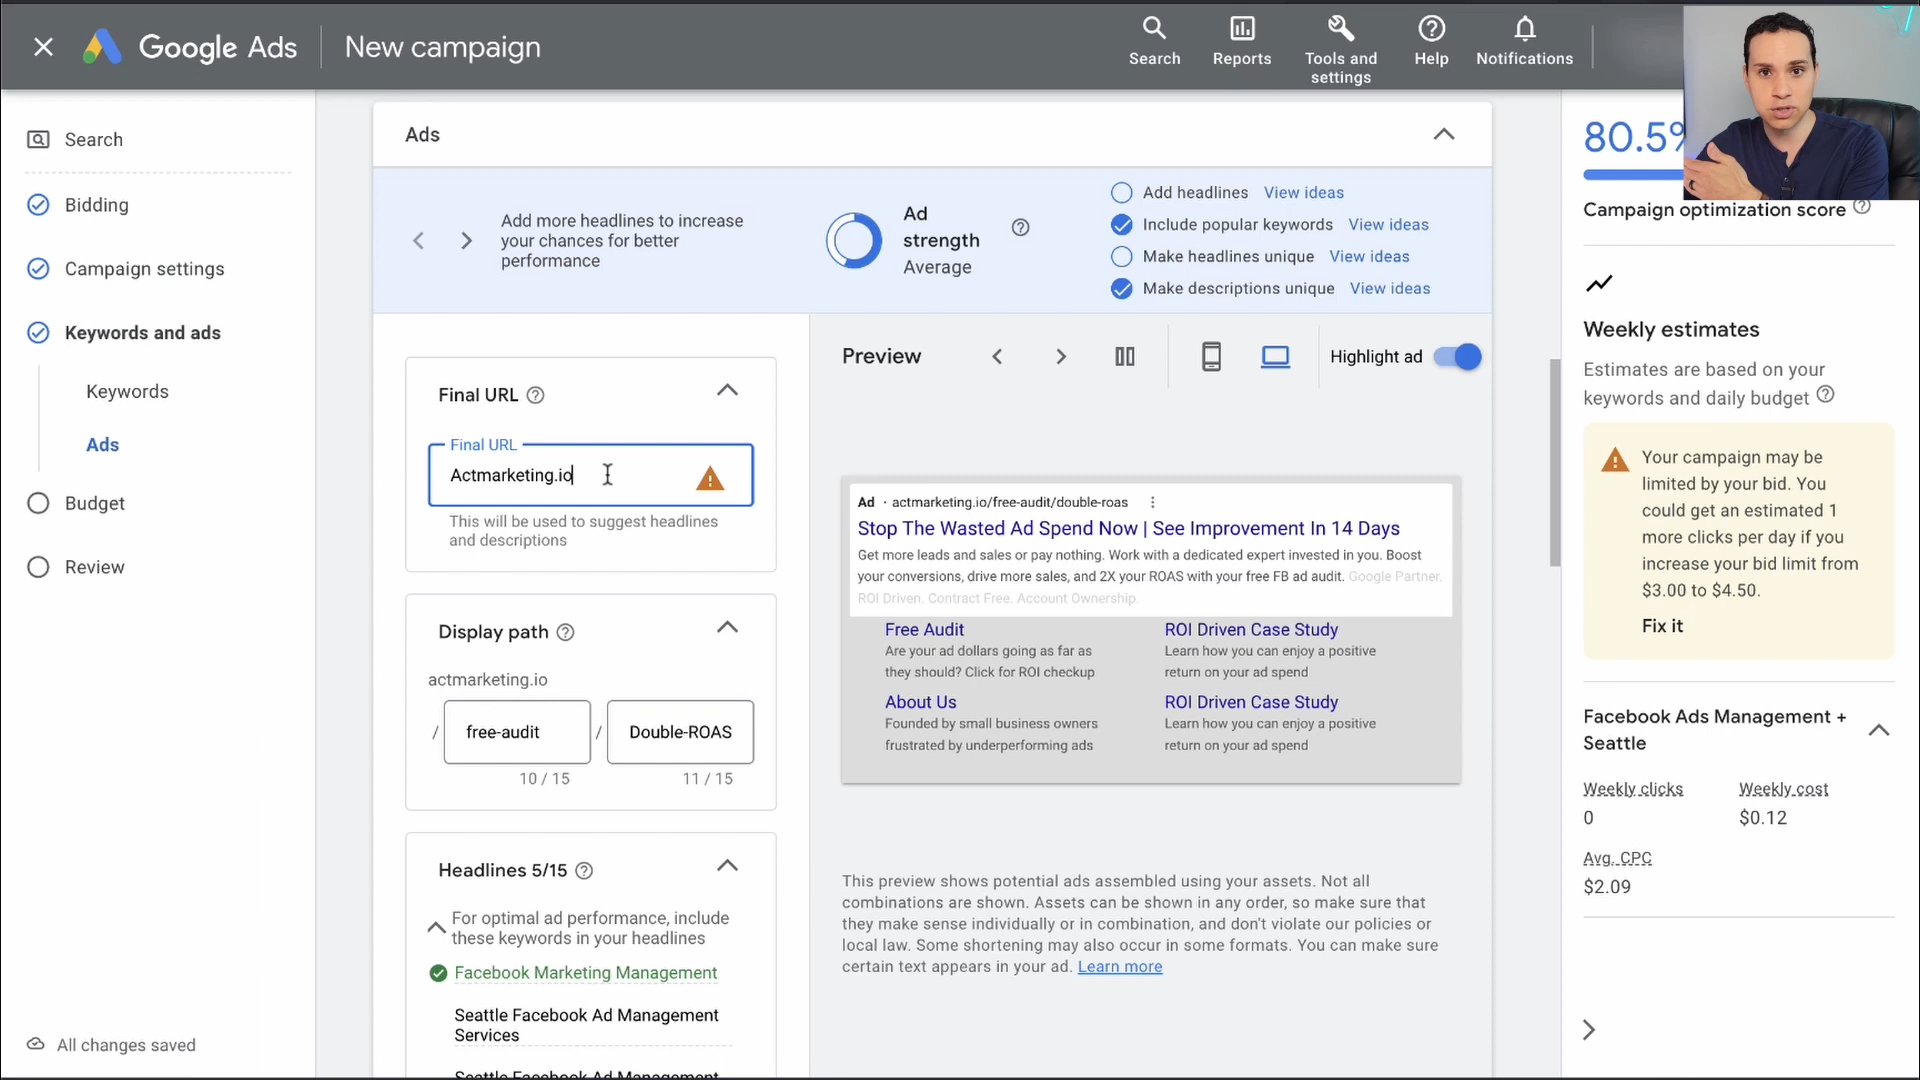 Google Ads
New campaign
Search
Reports
Tools and
settings
Help
Notifications
Search
Bidding
Campaign settings
Keywords and ads
Keywords
Ads
Budget
Review
All changes saved
Ads
Add more headlines to increase
your chances for better
performance
Ad
strength
Average
Add headlines View ideas
Include popular keywords View ideas
Make headlines unique View ideas
Make descriptions unique View ideas
Final URL
Final URL
Actmarketing.io
This will be used to suggest headlines
and descriptions
Display path
actmarketing.io
/ free-audit / Double-ROAS
10 / 15 11 / 15
Headlines 5/15
For optimal ad performance, include
these keywords in your headlines
Facebook Marketing Management
Seattle Facebook Ad Management
Services
Seattle Facebook Ad Management
Preview
Highlight ad
Ad · actmarketing.io/free-audit/double-roas
Stop The Wasted Ad Spend Now | See Improvement In 14 Days
Get more leads and sales or pay nothing. Work with a dedicated expert invested in you. Boost
your conversions, drive more sales, and 2X your ROAS with your free FB ad audit. Google Partner.
ROI Driven. Contract Free. Account Ownership.
Free Audit
Are your ad dollars going as far as
they should? Click for ROI checkup
ROI Driven Case Study
Learn how you can enjoy a positive
return on your ad spend
About Us
Founded by small business owners
frustrated by underperforming ads
ROI Driven Case Study
Learn how you can enjoy a positive
return on your ad spend
This preview shows potential ads assembled using your assets. Not all
combinations are shown. Assets can be shown in any order, so make sure that
they make sense individually or in combination, and don't violate our policies or
local law. Some shortening may also occur in some formats. You can make sure
certain text appears in your ad. Learn more
80.5%
Campaign optimization score
Weekly estimates
Estimates are based on your
keywords and daily budget
Your campaign may be
limited by your bid. You
could get an estimated 1
more clicks per day if you
increase your bid limit from
$3.00 to $4.50.
Fix it
Facebook Ads Management +
Seattle
Weekly clicks Weekly cost
0 $0.12
Avg. CPC
$2.09